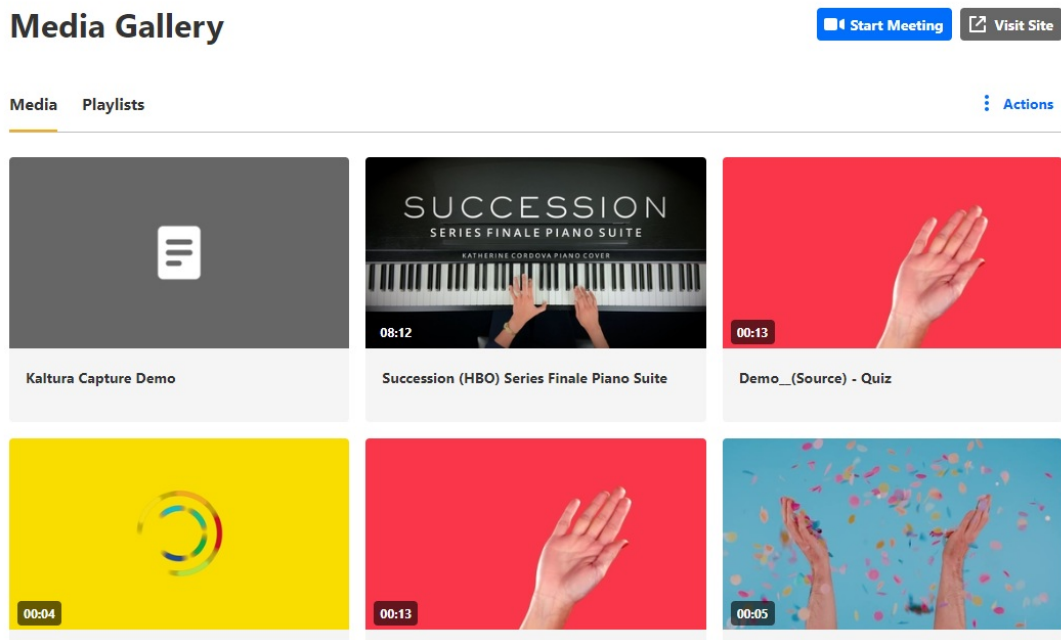 Media Gallery
Start Meeting
Visit Site
Media
Playlists
Actions
SUCCESSION
SERIES FINALE PIANO SUITE
KATHERINE CORDOVA PIANO COVER
08:12
00:13
Kaltura Capture Demo
Succession (HBO) Series Finale Piano Suite
Demo__(Source) - Quiz
00:04
00:13
00:05